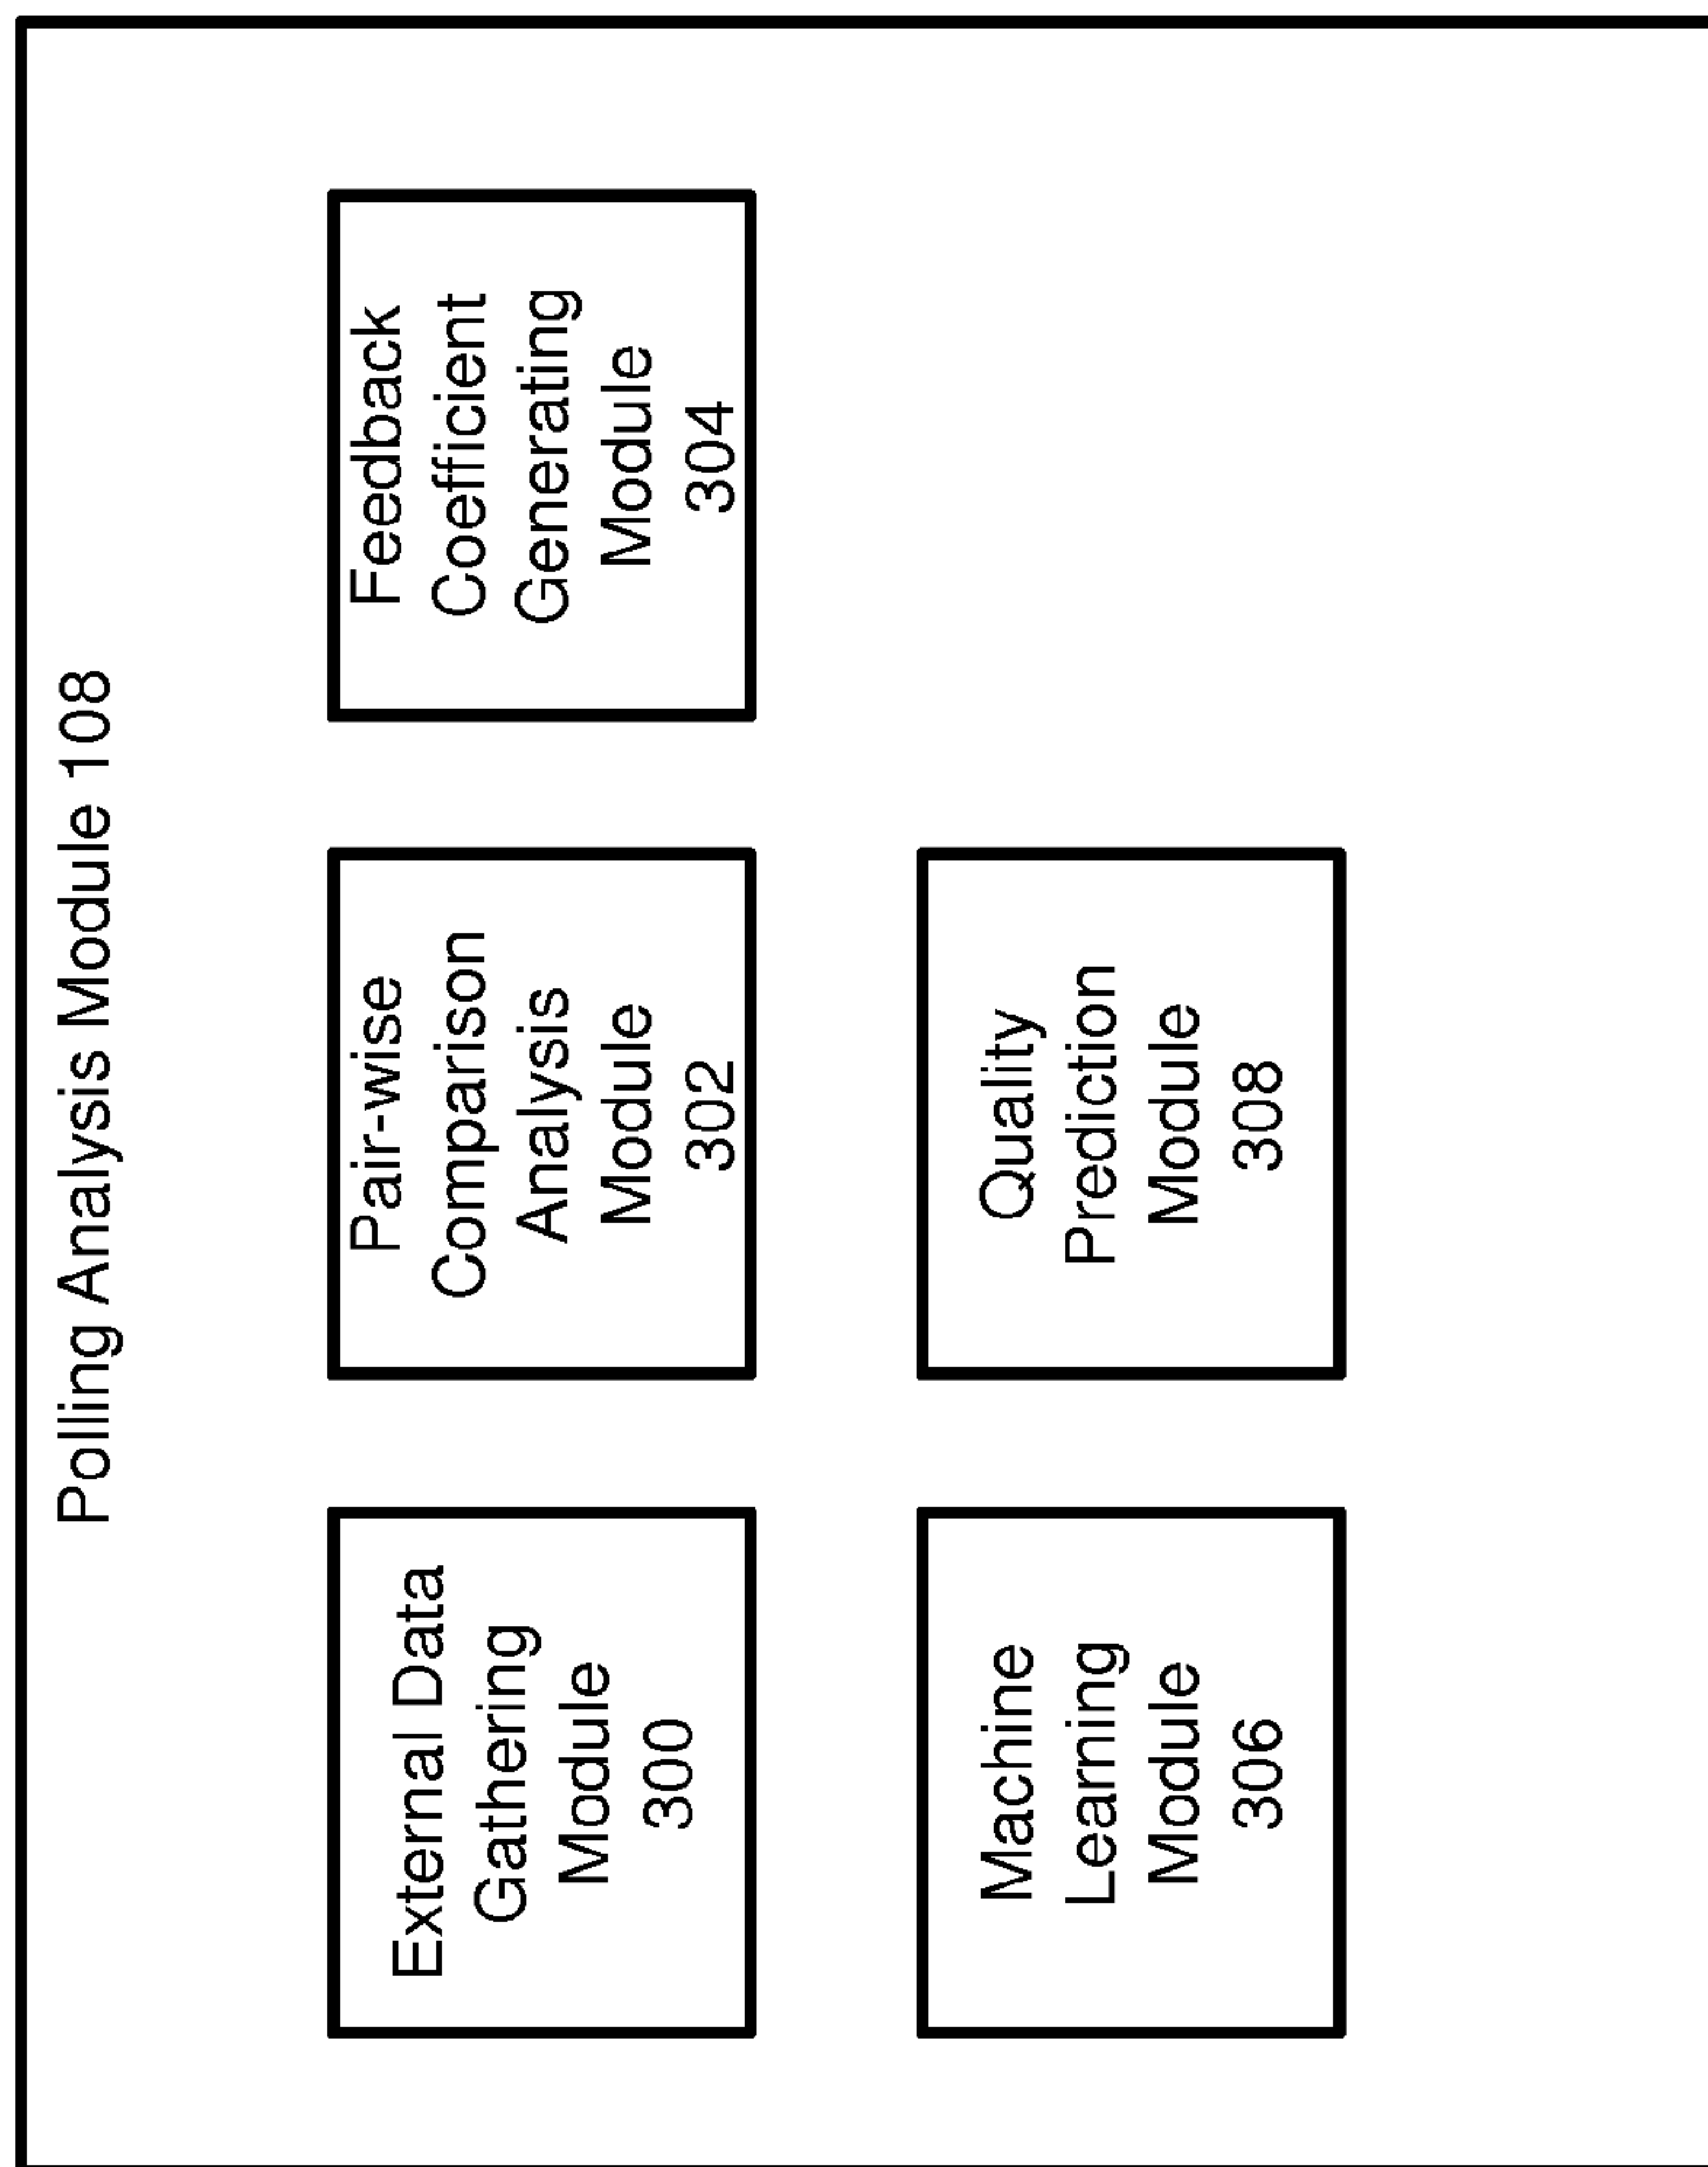 Polling Analysis Module 108
External Data
Gathering
Module
300
Pair-wise
Comparison
Analysis
Module
302
Feedback
Coefficient
Generating
Module
304
Machine
Learning
Module
306
Quality
Prediction
Module
308